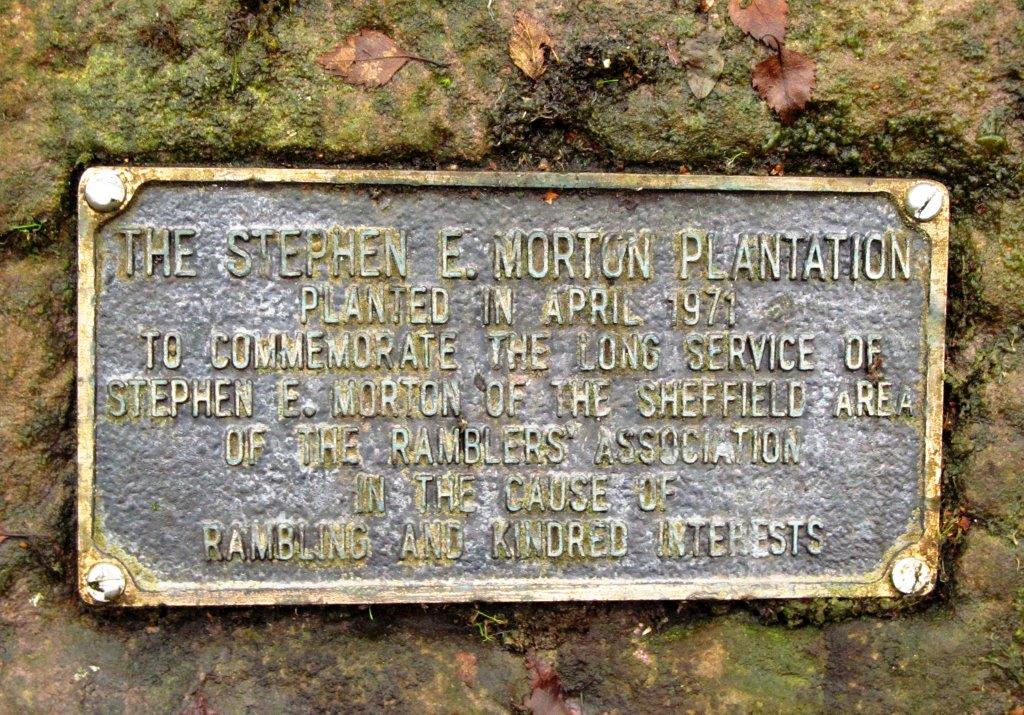 THE STEPHEN E. MORTON PLANTATION
PLANTED IN APRIL 1971
TO COMMEMORATE THE LONG SERVICE OF
STEPHEN E. MORTON OF THE SHEFFIELD AREA
OF THE RAMBLERS' ASSOCIATION
IN THE CAUSE OF
RAMBLING AND KINDRED INTERESTS